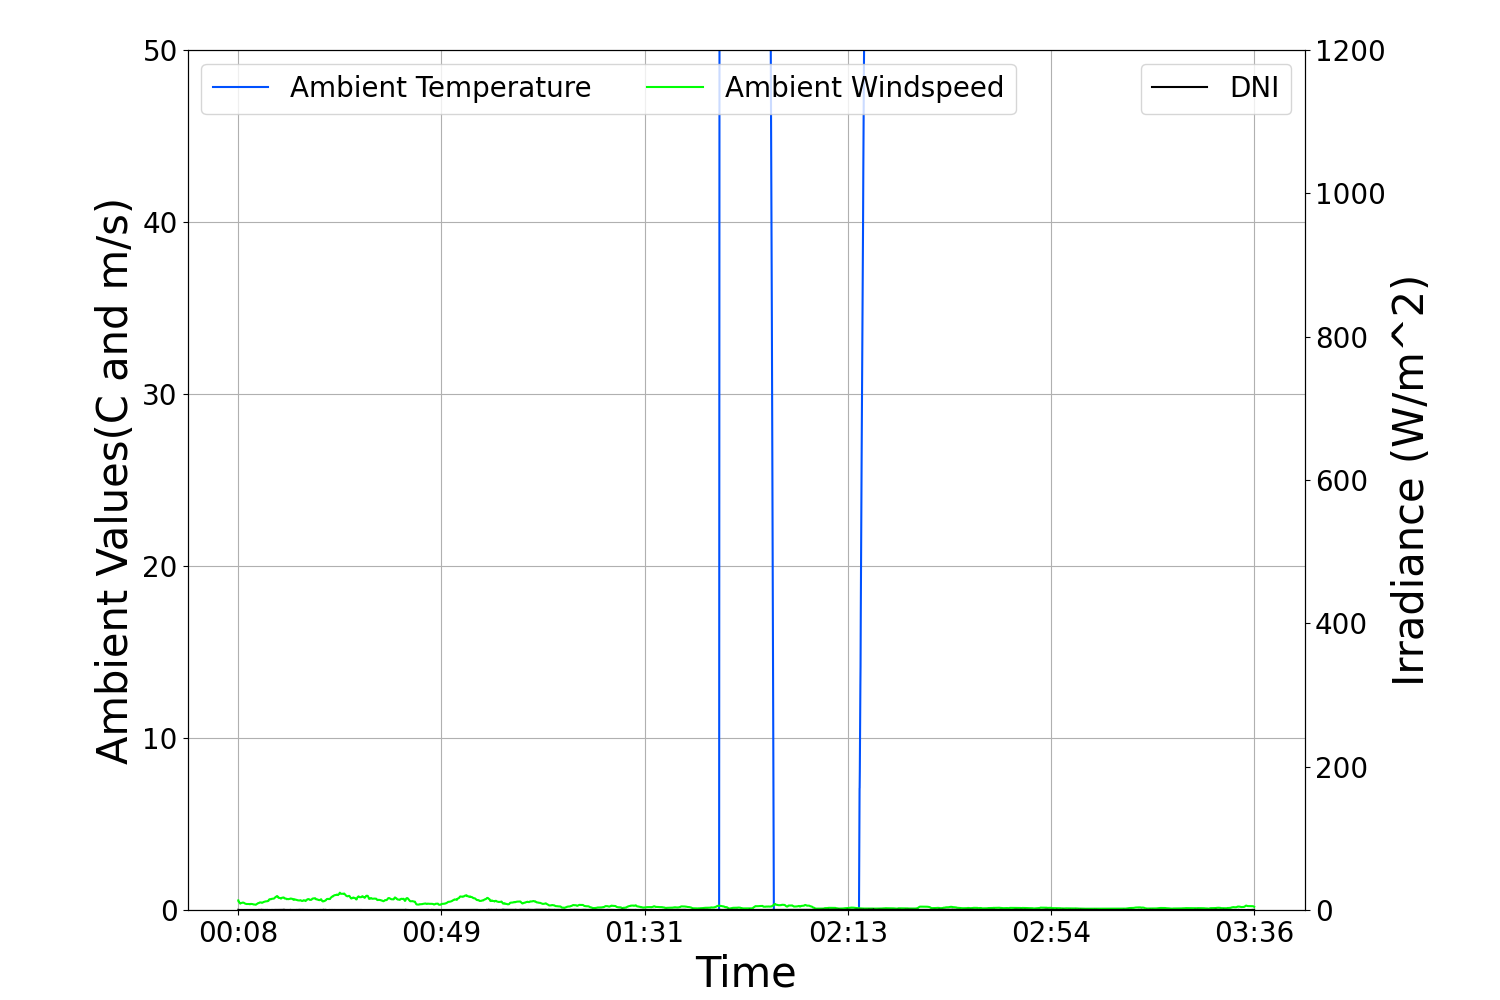 Ambient Temperature Ambient Windspeed DNI
50
40
30
20
10
0
Ambient Values(C and m/s)
1200
1000
800
600
400
200
0
Irradiance (W/m^2)
00:08 00:49 01:31 02:13 02:54 03:36
Time